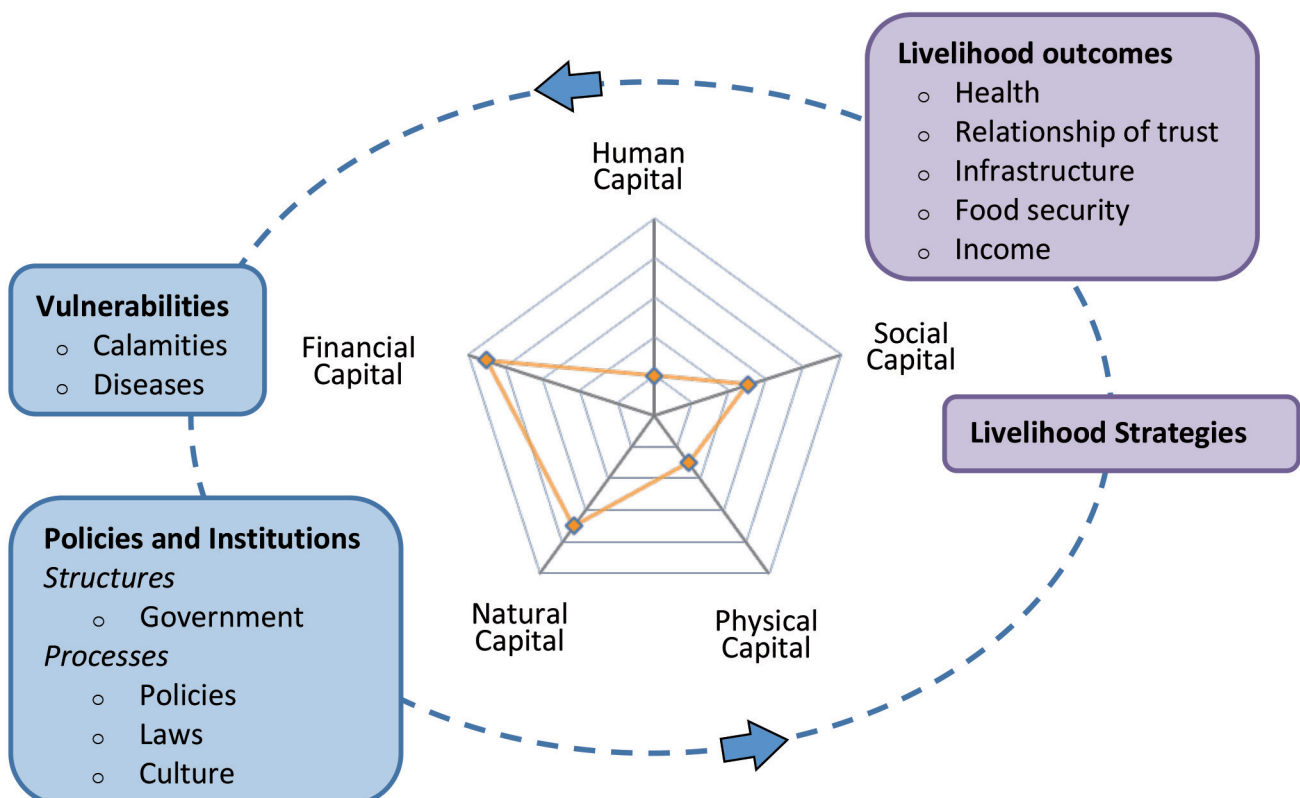 Livelihood outcomes
o Health
o Relationship of trust
o Infrastructure
o Food security
o Income
Human
Capital
Vulnerabilities
o Calamities
o Diseases
Financial
Capital
Social
Capital
Livelihood Strategies
Policies and Institutions
Structures
o Government
Processes
o Policies
o Laws
o Culture
Natural
Capital
Physical
Capital